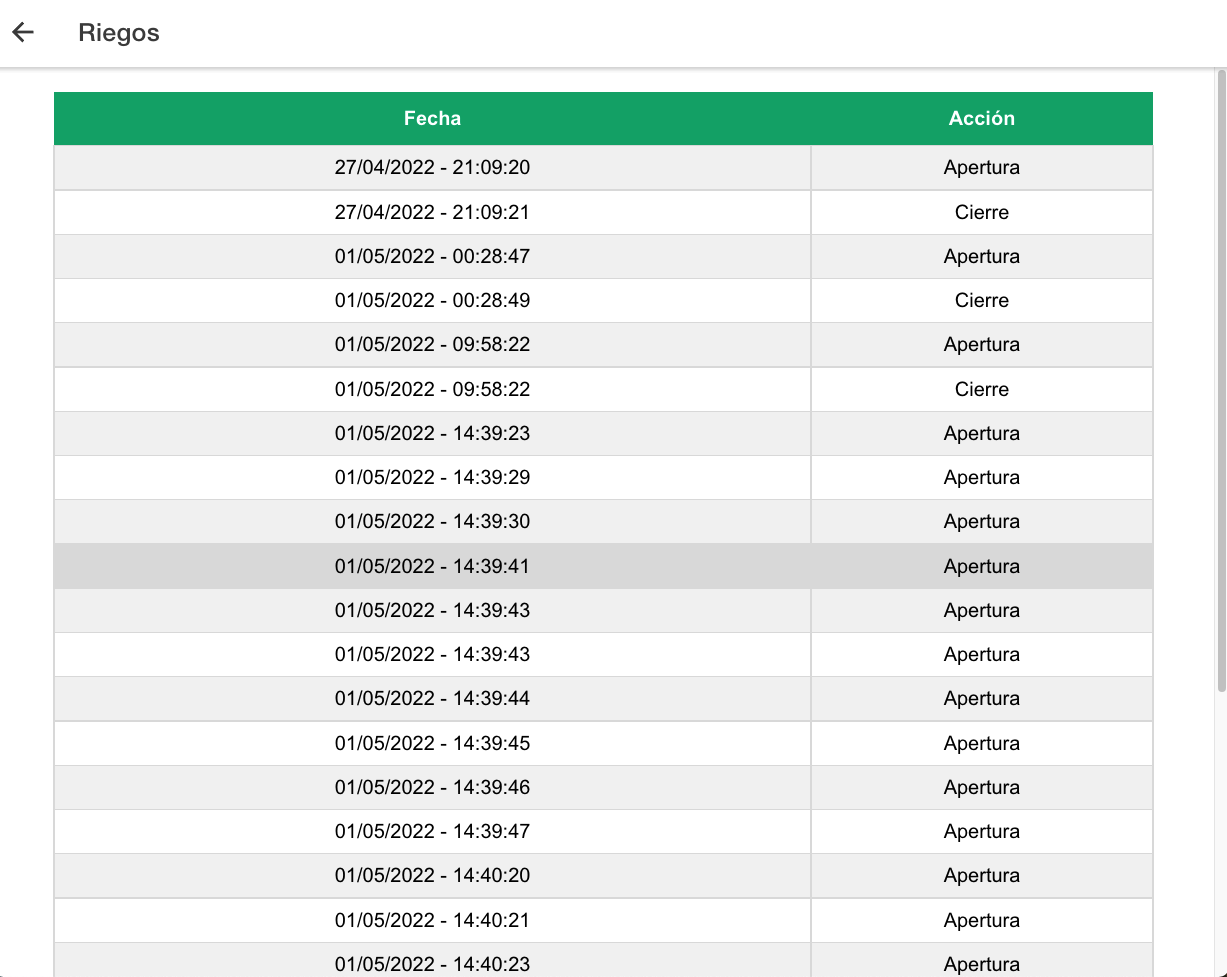 Riegos
Fecha Acción
27/04/2022 - 21:09:20 Apertura
27/04/2022 - 21:09:21 Cierre
01/05/2022 - 00:28:47 Apertura
01/05/2022 - 00:28:49 Cierre
01/05/2022 - 09:58:22 Apertura
01/05/2022 - 09:58:22 Cierre
01/05/2022 - 14:39:23 Apertura
01/05/2022 - 14:39:29 Apertura
01/05/2022 - 14:39:30 Apertura
01/05/2022 - 14:39:41 Apertura
01/05/2022 - 14:39:43 Apertura
01/05/2022 - 14:39:43 Apertura
01/05/2022 - 14:39:44 Apertura
01/05/2022 - 14:39:45 Apertura
01/05/2022 - 14:39:46 Apertura
01/05/2022 - 14:39:47 Apertura
01/05/2022 - 14:40:20 Apertura
01/05/2022 - 14:40:21 Apertura
01/05/2022 - 14:40:23 Apertura